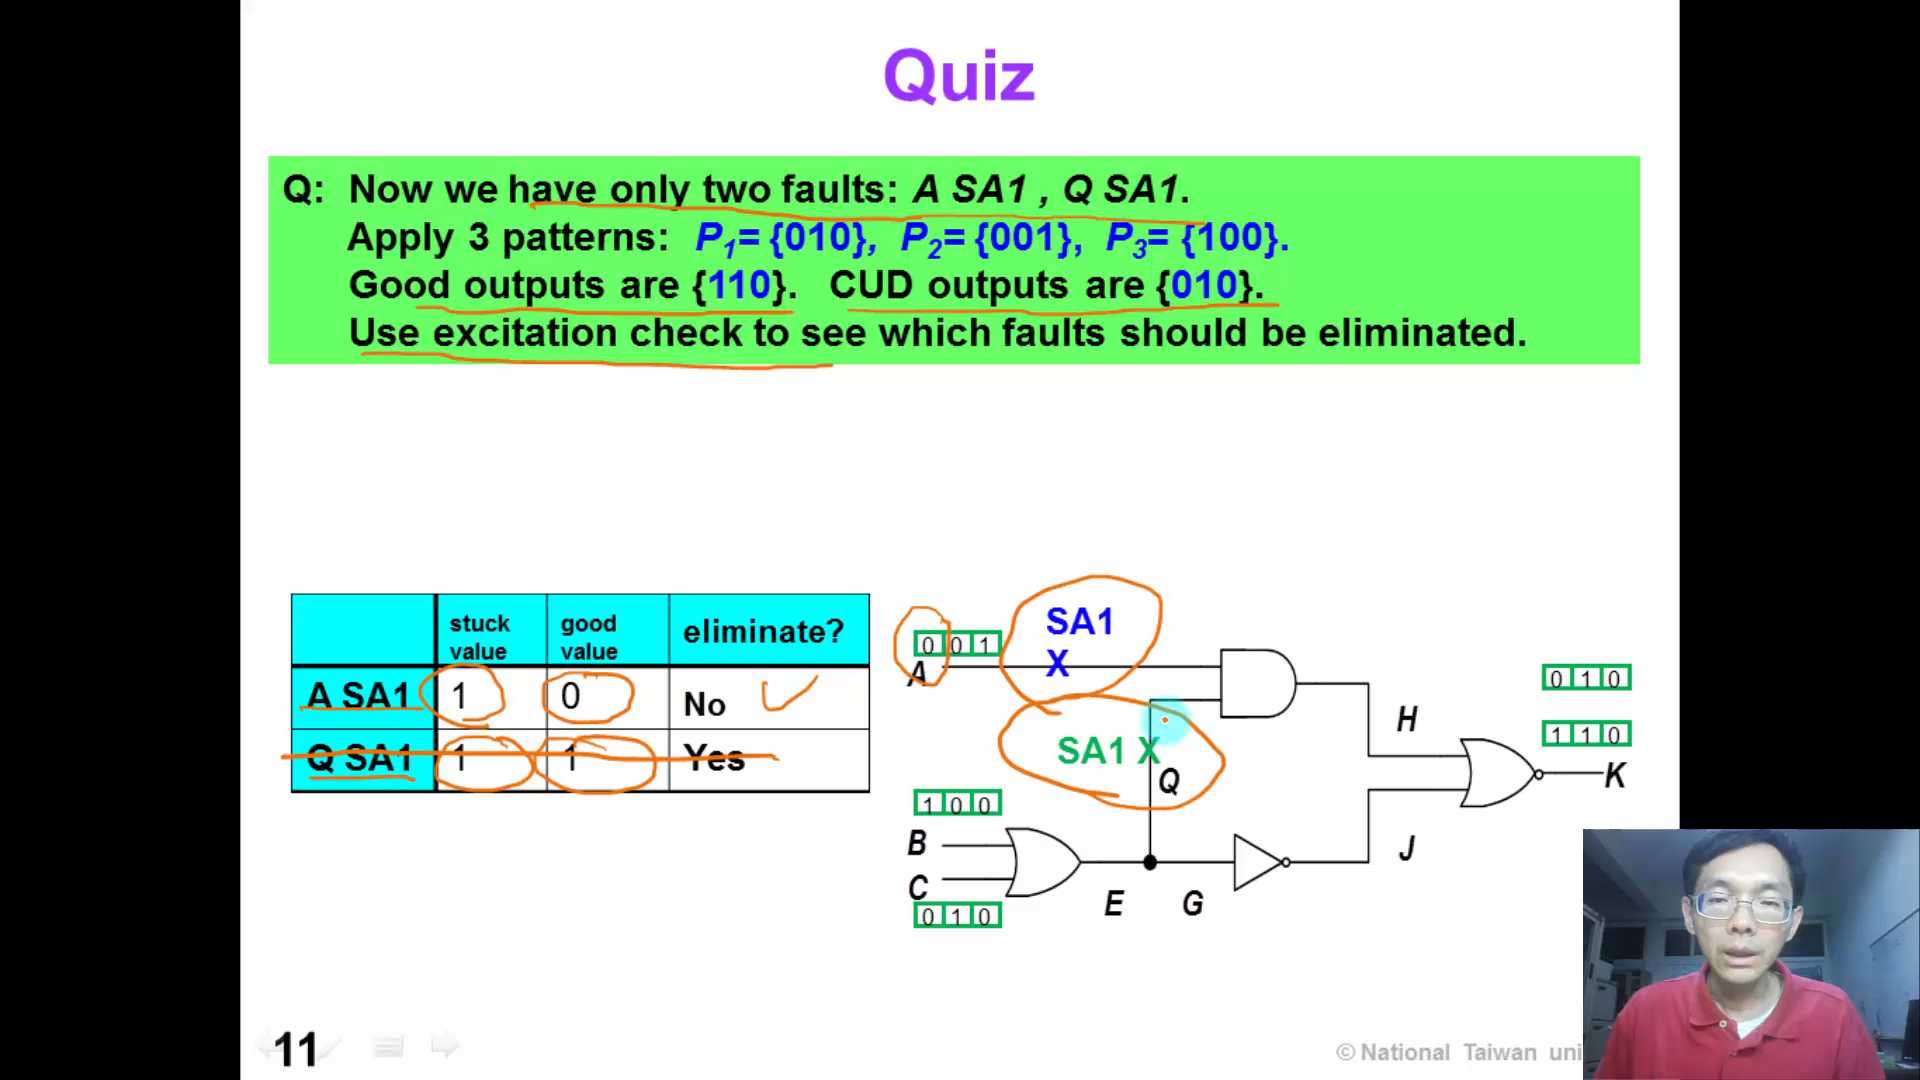 Quiz
Q: Now we have only two faults: A SA1 , Q SA1.
Apply 3 patterns: P1= {010}, P2= {001}, P3= {100}.
Good outputs are {110}. CUD outputs are {010}.
Use excitation check to see which faults should be eliminated.
stuck value good value eliminate?
A SA1 1 0 No
Q SA1 1 1 Yes
0 0 1
A
SA1
X
SA1 X
Q
1 0 0
B
C
0 1 0
E
G
H
J
0 1 0
1 1 0
K
11
© National Taiwan uni